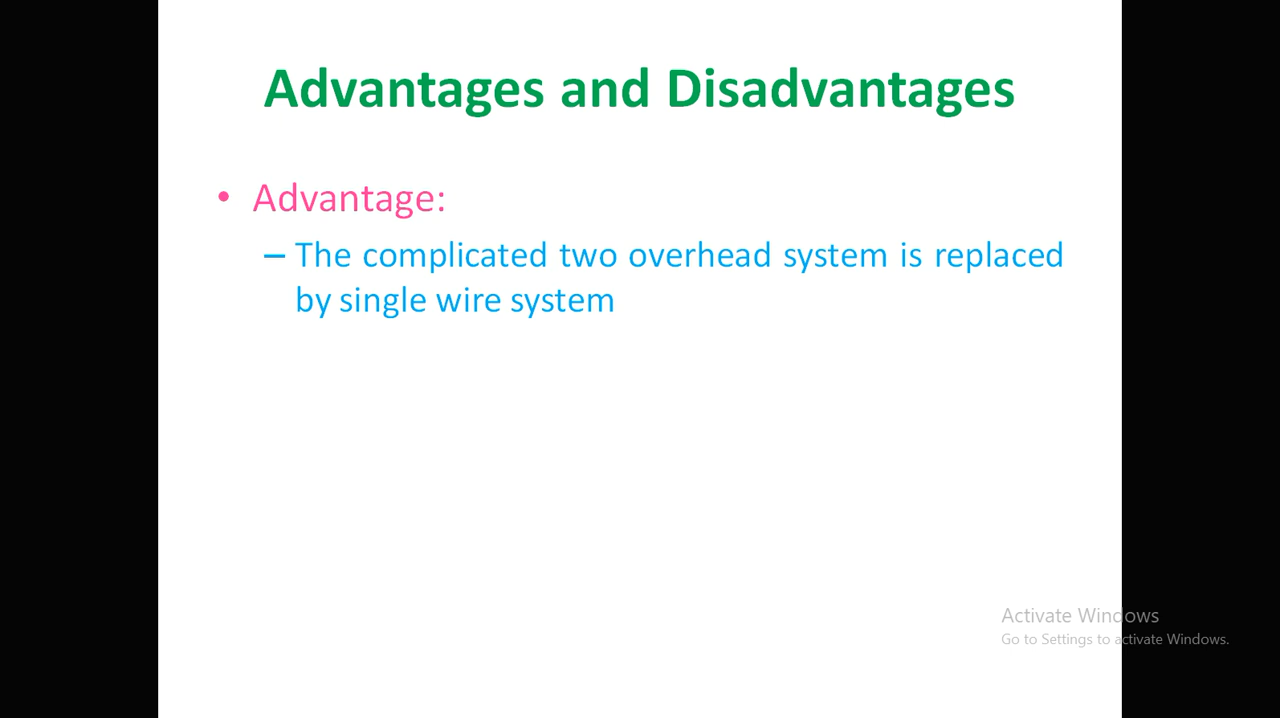 Advantages and Disadvantages
• Advantage:
– The complicated two overhead system is replaced
by single wire system
Activate Windows
Go to Settings to activate Windows.